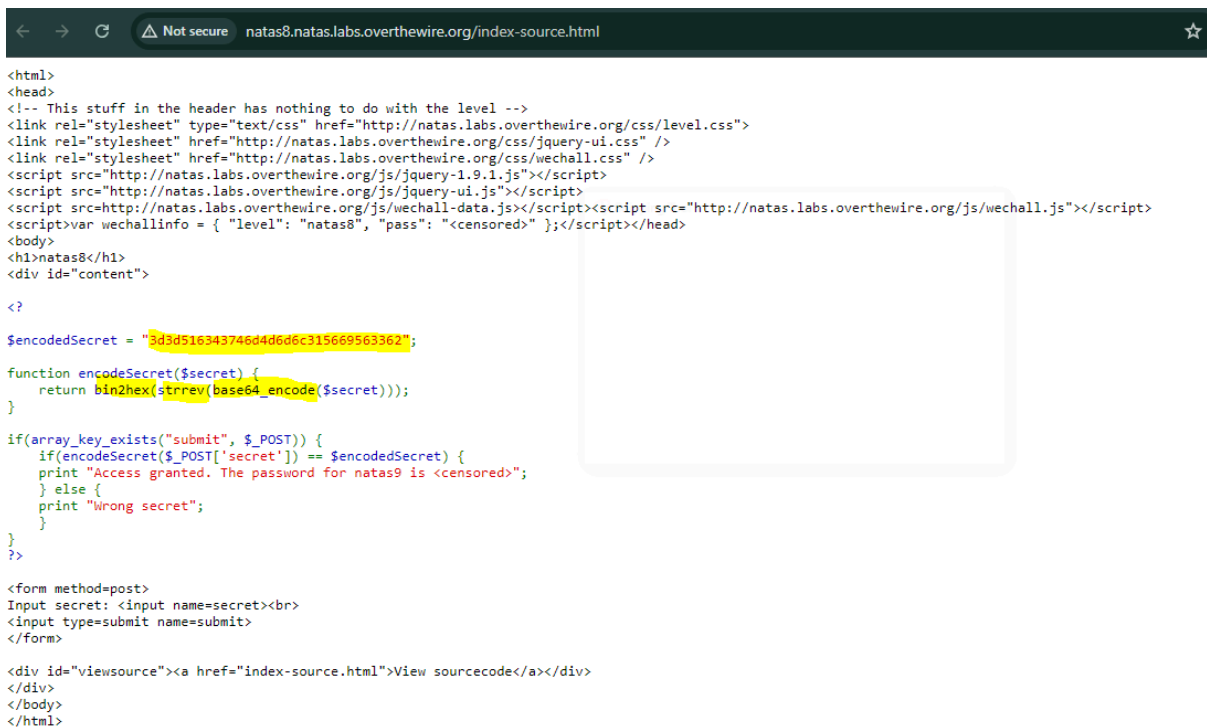 Not secure natas8.natas.labs.overthewire.org/index-source.html
<html>
<head>
<!-- This stuff in the header has nothing to do with the level -->
<link rel="stylesheet" type="text/css" href="http://natas.labs.overthewire.org/css/level.css">
<link rel="stylesheet" href="http://natas.labs.overthewire.org/css/jquery-ui.css" />
<link rel="stylesheet" href="http://natas.labs.overthewire.org/css/wechall.css" />
<script src="http://natas.labs.overthewire.org/js/jquery-1.9.1.js"></script>
<script src="http://natas.labs.overthewire.org/js/jquery-ui.js"></script>
<script src=http://natas.labs.overthewire.org/js/wechall-data.js></script><script src="http://natas.labs.overthewire.org/js/wechall.js"></script>
<script>var wechallinfo = { "level": "natas8", "pass": "<censored>" };</script></head>
<body>
<h1>natas8</h1>
<div id="content">
<?
$encodedSecret = "3d3d516343746d4d6d6c315669563362";
function encodeSecret($secret) {
    return bin2hex(strrev(base64_encode($secret)));
}
if(array_key_exists("submit", $_POST)) {
    if(encodeSecret($_POST['secret']) == $encodedSecret) {
    print "Access granted. The password for natas9 is <censored>";
    } else {
    print "Wrong secret";
    }
}
?>
<form method=post>
Input secret: <input name=secret><br>
<input type=submit name=submit>
</form>
<div id="viewsource"><a href="index-source.html">View sourcecode</a></div>
</div>
</body>
</html>